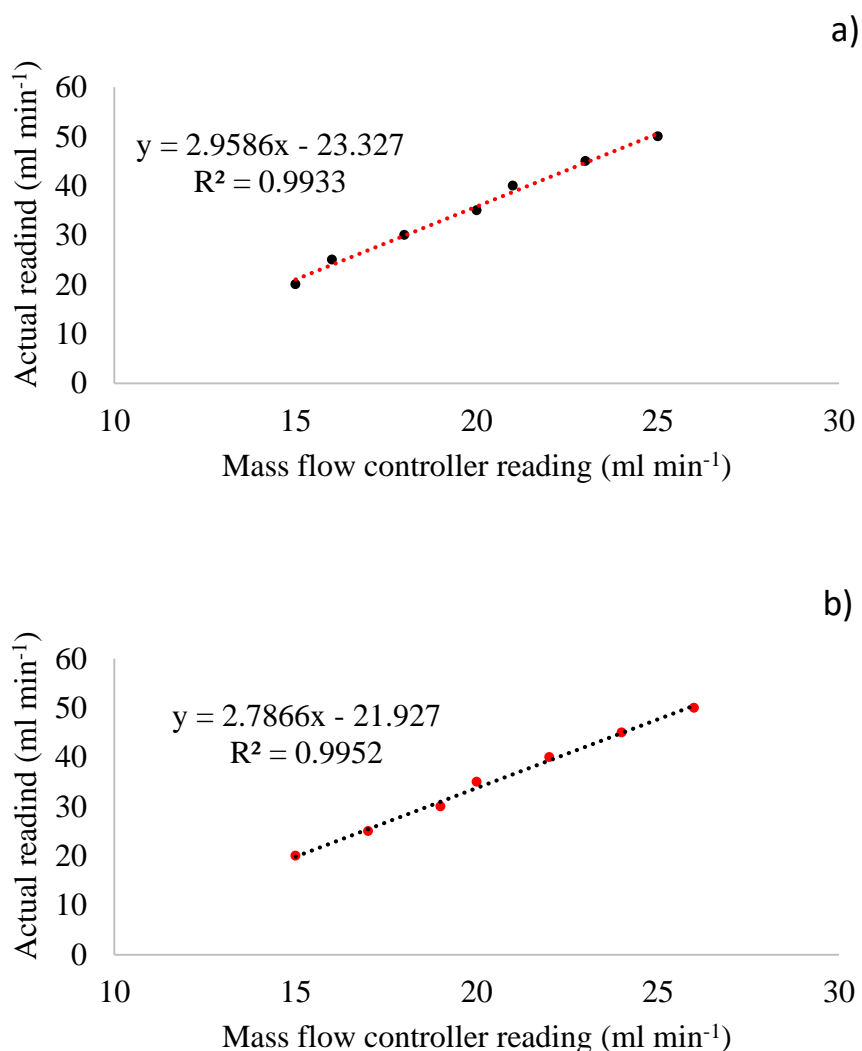 a)
60
50
40
30
20
10
0
y = 2.9586x - 23.327
R² = 0.9933
Actual readind (ml min⁻¹)
10 15 20 25 30
Mass flow controller reading (ml min⁻¹)
b)
60
50
40
30
20
10
0
y = 2.7866x - 21.927
R² = 0.9952
Actual readind (ml min⁻¹)
10 15 20 25 30
Mass flow controller reading (ml min⁻¹)